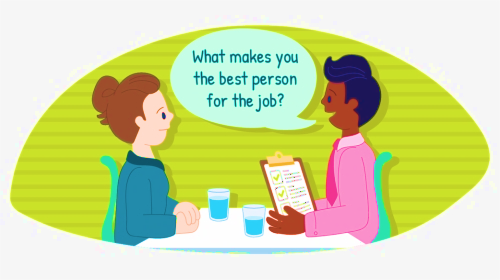 What makes you
the best person
for the job?